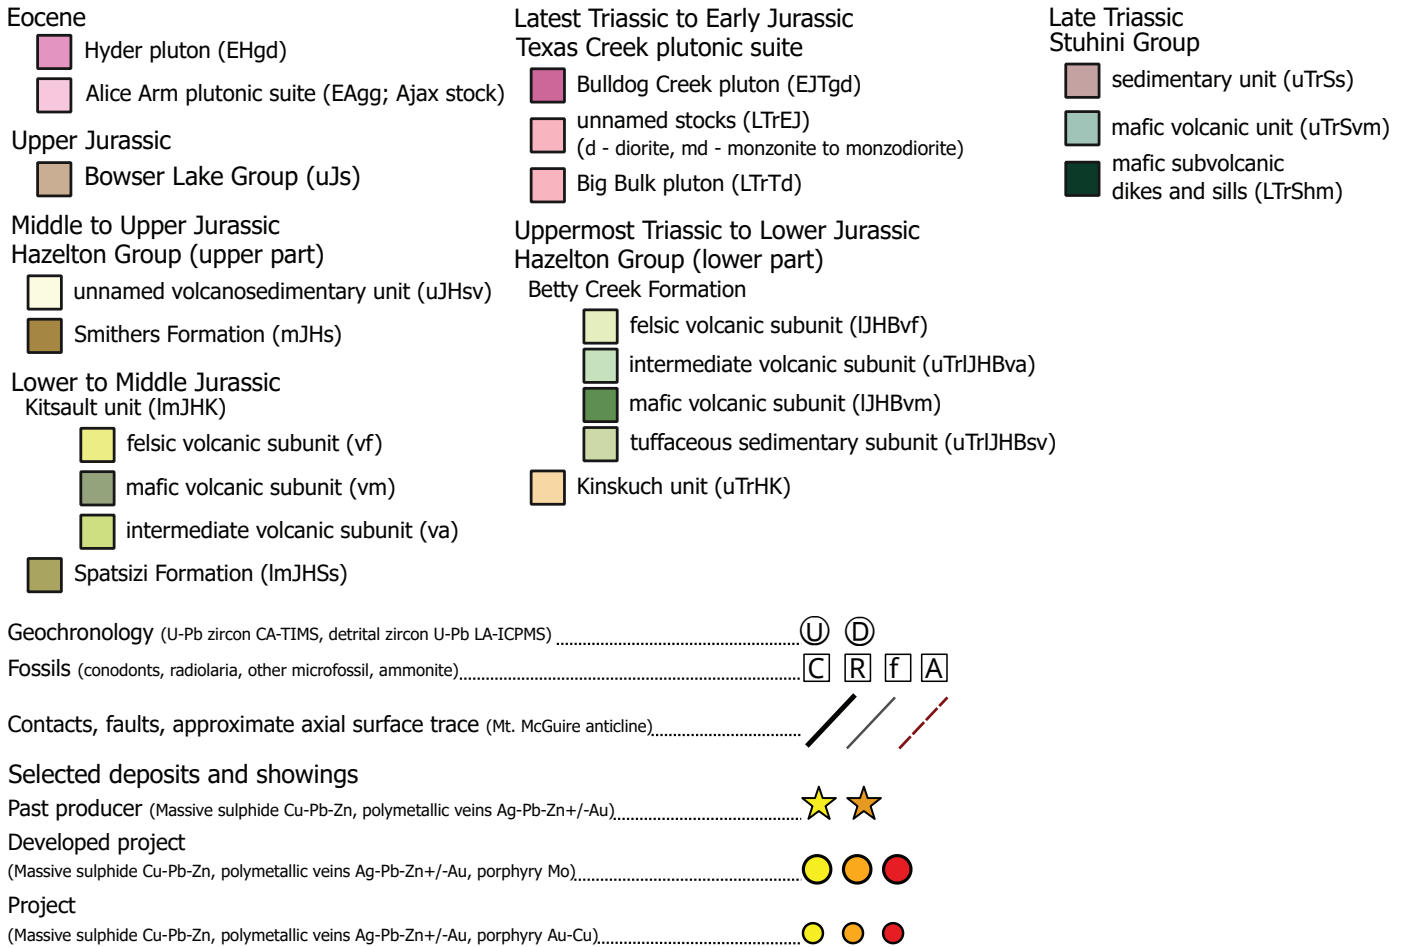 Eocene
Hyder pluton (EHgd)
Alice Arm plutonic suite (EAgg; Ajax stock)
Upper Jurassic
Bowser Lake Group (uJs)
Middle to Upper Jurassic
Hazelton Group (upper part)
unnamed volcanosedimentary unit (uJHsv)
Smithers Formation (mJHs)
Lower to Middle Jurassic
Kitsault unit (lmJHK)
felsic volcanic subunit (vf)
mafic volcanic subunit (vm)
intermediate volcanic subunit (va)
Spatsizi Formation (lmJHSs)
Latest Triassic to Early Jurassic
Texas Creek plutonic suite
Bulldog Creek pluton (EJTgd)
unnamed stocks (LTrEJ)
(d - diorite, md - monzonite to monzodiorite)
Big Bulk pluton (LTrTd)
Uppermost Triassic to Lower Jurassic
Hazelton Group (lower part)
Betty Creek Formation
felsic volcanic subunit (lJHBvf)
intermediate volcanic subunit (uTrlJHBva)
mafic volcanic subunit (lJHBvm)
tuffaceous sedimentary subunit (uTrlJHBsv)
Kinskuch unit (uTrHK)
Late Triassic
Stuhini Group
sedimentary unit (uTrSs)
mafic volcanic unit (uTrSvm)
mafic subvolcanic
dikes and sills (LTrShm)
Geochronology (U-Pb zircon CA-TIMS, detrital zircon U-Pb LA-ICPMS) U D
Fossils (conodonts, radiolaria, other microfossil, ammonite) C R f A
Contacts, faults, approximate axial surface trace (Mt. McGuire anticline)
Selected deposits and showings
Past producer (Massive sulphide Cu-Pb-Zn, polymetallic veins Ag-Pb-Zn+/-Au)
Developed project
(Massive sulphide Cu-Pb-Zn, polymetallic veins Ag-Pb-Zn+/-Au, porphyry Mo)
Project
(Massive sulphide Cu-Pb-Zn, polymetallic veins Ag-Pb-Zn+/-Au, porphyry Au-Cu)